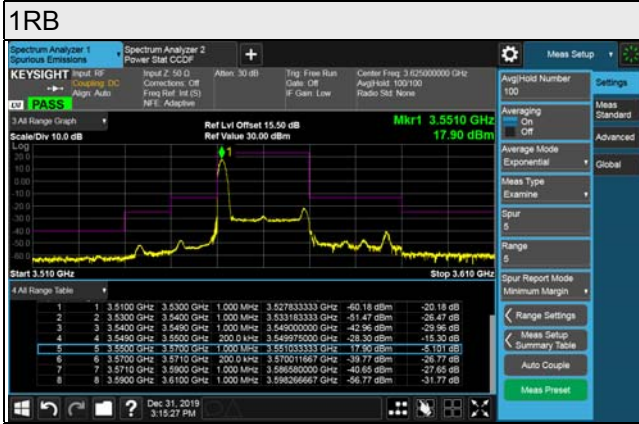 1RB
Spectrum Analyzer 1
Spurious Emissions
Spectrum Analyzer 2
Power Stat CCDF
+
Meas Setup
KEYSIGHT
Input: RF
Coupling: DC
Align: Auto
Input Z: 50 Ω
Corrections: Off
Freq Ref: Int (S)
NFE: Adaptive
Atten: 30 dB
Trig: Free Run
Gate: Off
IF Gain: Low
Center Freq: 3.625000000 GHz
Avg|Hold: 100/100
Radio Std: None
PASS
3 All Range Graph
Scale/Div 10.0 dB
Ref Lvl Offset 15.50 dB
Ref Value 30.00 dBm
Mkr1 3.5510 GHz
17.90 dBm
Log
20.0
10.0
0.00
-10.0
-20.0
-30.0
-40.0
-50.0
-60.0
1
Start 3.510 GHz
Stop 3.610 GHz
4 All Range Table
1 1 3.5100 GHz 3.5300 GHz 1.000 MHz 3.527833333 GHz -60.18 dBm -20.18 dB
2 2 3.5300 GHz 3.5400 GHz 1.000 MHz 3.533183333 GHz -51.47 dBm -26.47 dB
3 3 3.5400 GHz 3.5490 GHz 1.000 MHz 3.549000000 GHz -42.96 dBm -29.96 dB
4 4 3.5490 GHz 3.5500 GHz 200.0 kHz 3.549975000 GHz -28.30 dBm -15.30 dB
5 5 3.5500 GHz 3.5700 GHz 1.000 MHz 3.551033333 GHz 17.90 dBm -5.101 dB
6 6 3.5700 GHz 3.5710 GHz 200.0 kHz 3.570011667 GHz -39.77 dBm -26.77 dB
7 7 3.5710 GHz 3.5900 GHz 1.000 MHz 3.586580000 GHz -40.65 dBm -27.65 dB
8 8 3.5900 GHz 3.6100 GHz 1.000 MHz 3.598266667 GHz -56.77 dBm -31.77 dB
Avg|Hold Number
100
Averaging
On
Off
Average Mode
Exponential
Meas Type
Examine
Spur
5
Range
5
Spur Report Mode
Minimum Margin
Range Settings
Meas Setup
Summary Table
Auto Couple
Meas Preset
Settings
Meas
Standard
Advanced
Global
?
Dec 31, 2019
3:15:27 PM